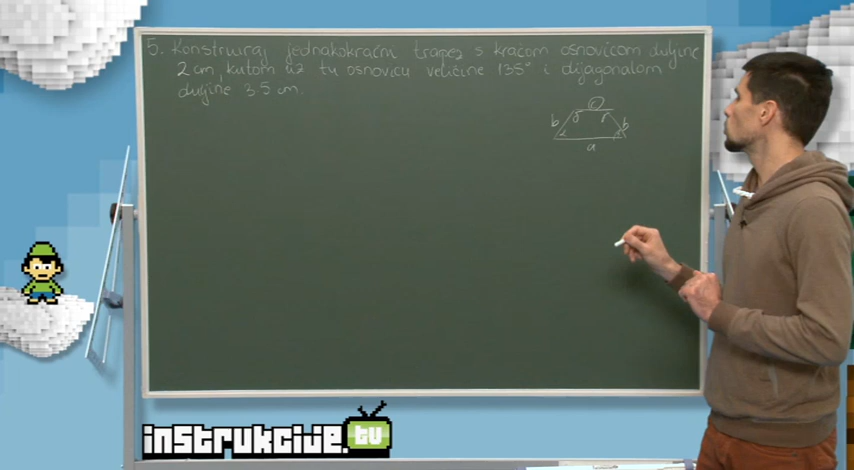 5. Konstruiraj jednakokračni trapez s kraćom osnovicom duljine
2 cm, kutom uz tu osnovicu veličine 135° i dijagonalom
duljine 3.5 cm.
c
b b
a
instrukcije.tv